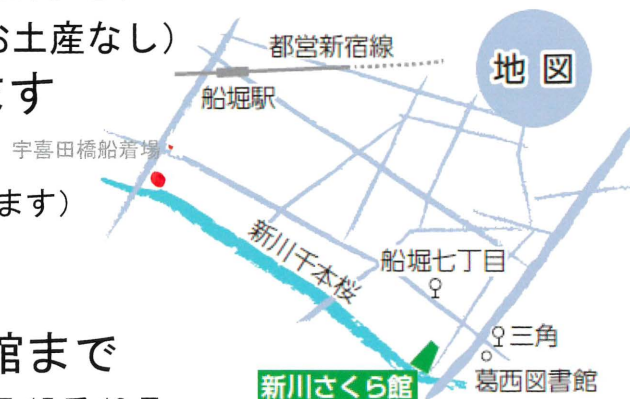 お土産なし）
ます
宇喜田橋船着場
ます）
館まで
地図
都営新宿線
船堀駅
新川千本桜
船堀七丁目
三角
葛西図書館
新川さくら館